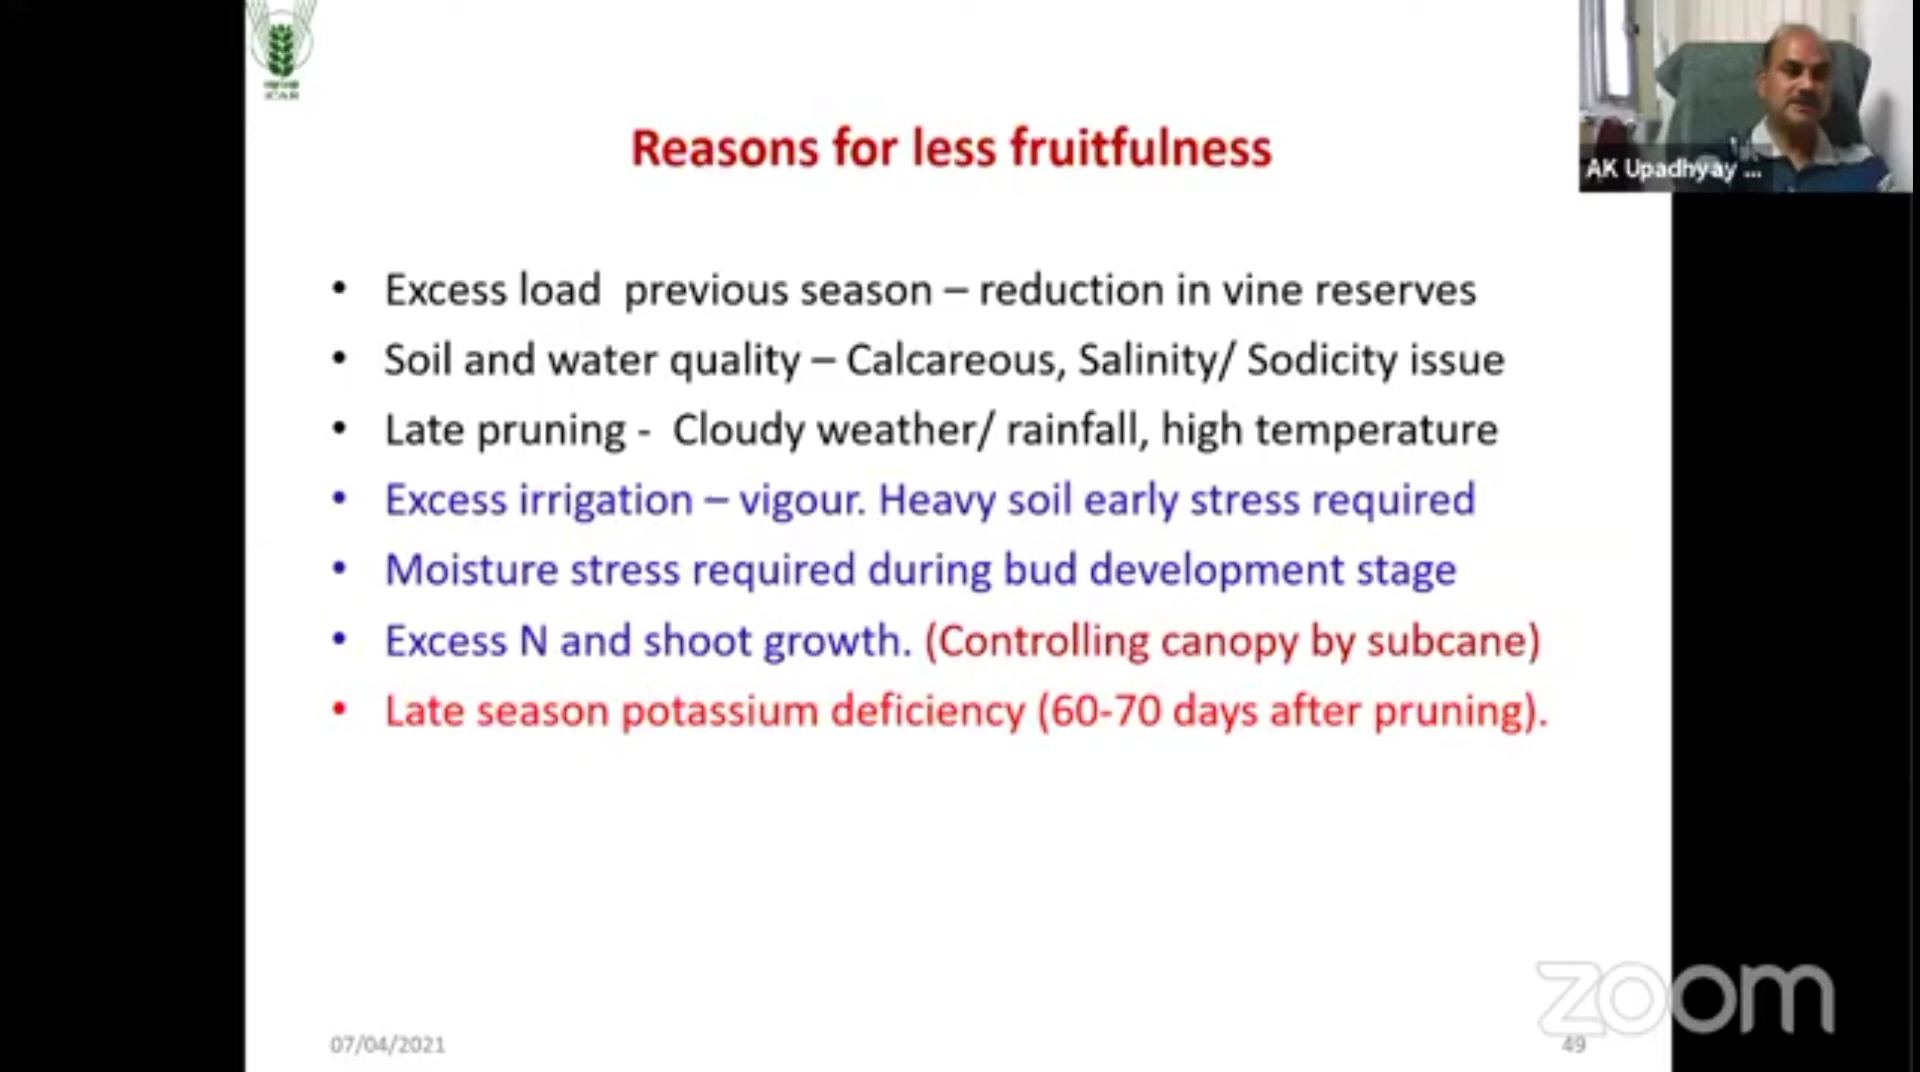 ICAR
Reasons for less fruitfulness
AK Upadhyay ...
• Excess load previous season – reduction in vine reserves
• Soil and water quality – Calcareous, Salinity/ Sodicity issue
• Late pruning - Cloudy weather/ rainfall, high temperature
• Excess irrigation – vigour. Heavy soil early stress required
• Moisture stress required during bud development stage
• Excess N and shoot growth. (Controlling canopy by subcane)
• Late season potassium deficiency (60-70 days after pruning).
zoom
07/04/2021
49